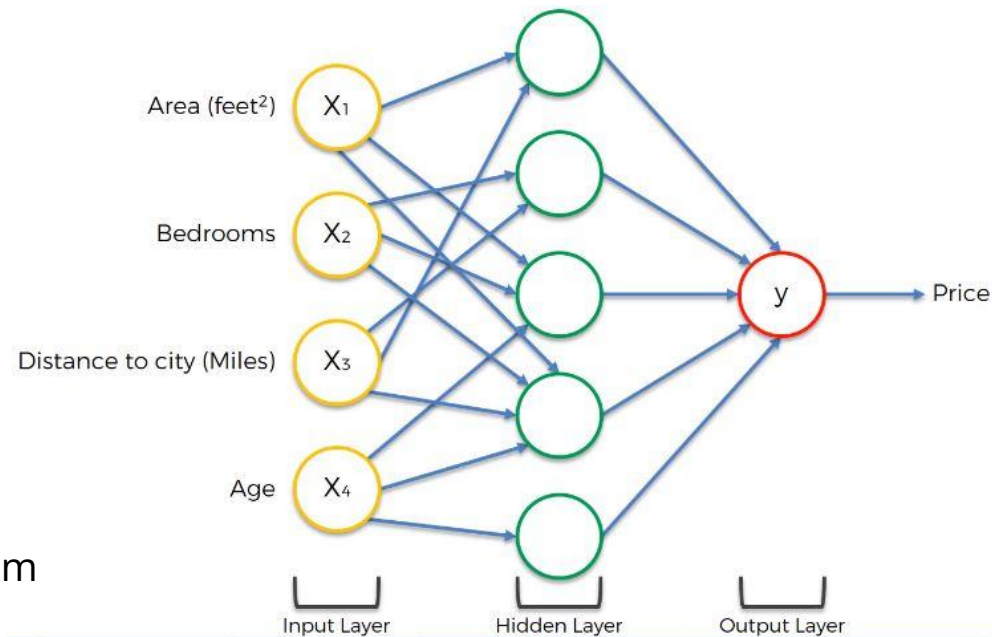 Area (feet²)
X₁
Bedrooms
X₂
Distance to city (Miles)
X₃
Age
X₄
y
Price
m
Input Layer
Hidden Layer
Output Layer